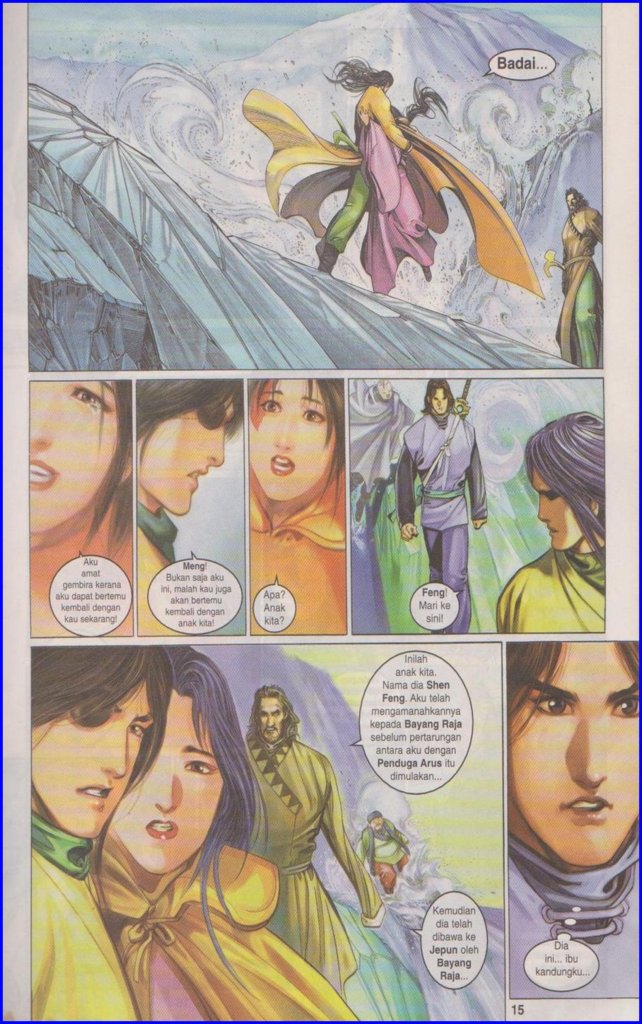 Badai...
Aku
amat
gembira kerana
aku dapat bertemu
kembali dengan
kau sekarang!
Meng!
Bukan saja aku
ini, malah kau juga
akan bertemu
kembali dengan
anak kita!
Apa?
Anak
kita?
Feng!
Mari ke
sini!
Inilah
anak kita.
Nama dia Shen
Feng. Aku telah
mengamanahkannya
kepada Bayang Raja
sebelum pertarungan
antara aku dengan
Penduga Arus itu
dimulakan...
Kemudian
dia telah
dibawa ke
Jepun oleh
Bayang
Raja...
Dia
ini... ibu
kandungku...
15